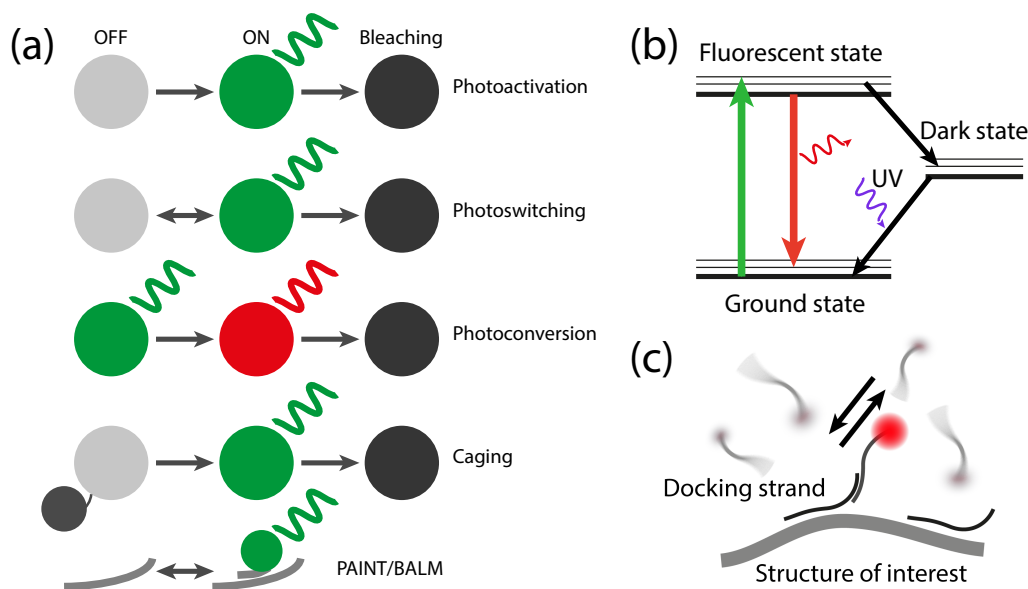 (a)
OFF
ON
Bleaching
Photoactivation
Photoswitching
Photoconversion
Caging
PAINT/BALM
(b)
Fluorescent state
Dark state
UV
Ground state
(c)
Docking strand
Structure of interest